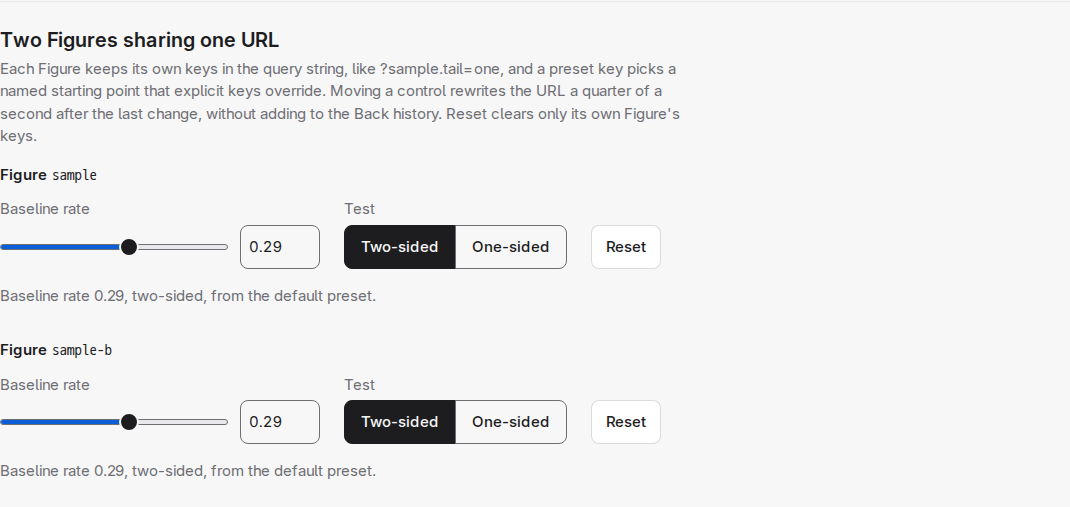 Two Figures sharing one URL
Each Figure keeps its own keys in the query string, like ?sample.tail=one, and a preset key picks a
named starting point that explicit keys override. Moving a control rewrites the URL a quarter of a
second after the last change, without adding to the Back history. Reset clears only its own Figure's
keys.
Figure sample
Baseline rate Test
0.29 Two-sided One-sided Reset
Baseline rate 0.29, two-sided, from the default preset.
Figure sample-b
Baseline rate Test
0.29 Two-sided One-sided Reset
Baseline rate 0.29, two-sided, from the default preset.